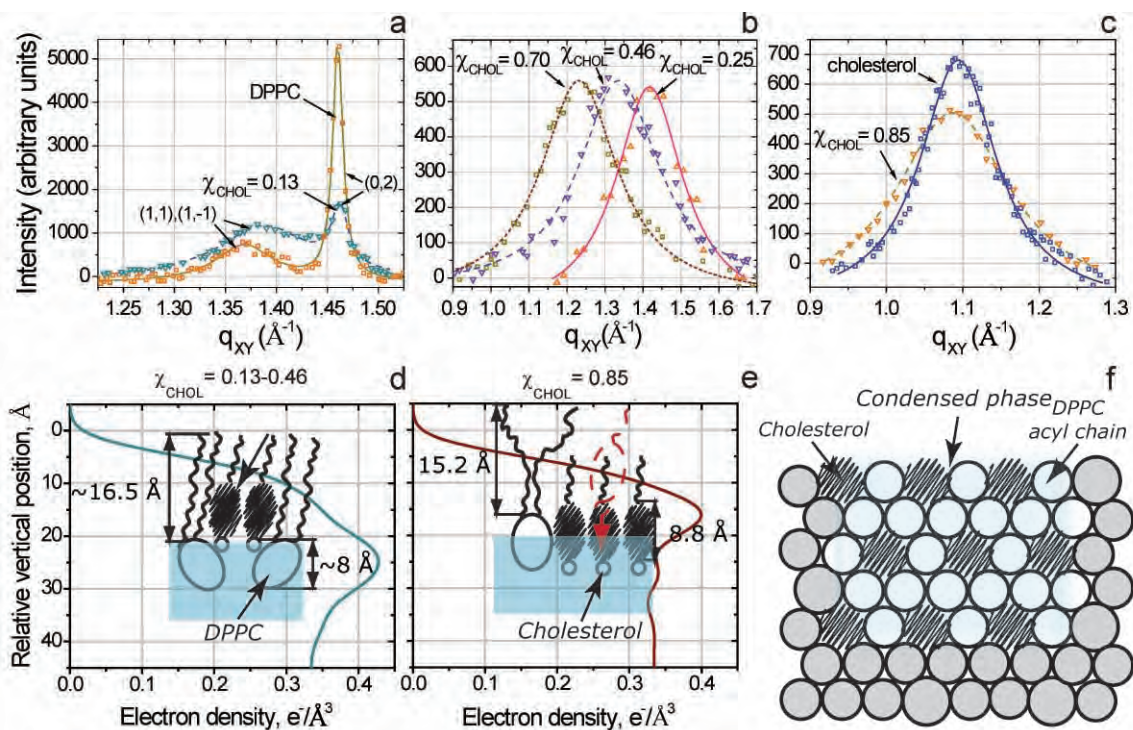 a
Intensity (arbitrary units)
5000
4000
3000
2000
1000
0
DPPC
χCHOL = 0.13
(0,2)
(1,1),(1,-1)
1.25 1.30 1.35 1.40 1.45 1.50
qXY (Å-1)
b
600
500
400
300
200
100
0
χCHOL = 0.70
χCHOL = 0.46
χCHOL = 0.25
0.9 1.0 1.1 1.2 1.3 1.4 1.5 1.6 1.7
qXY (Å-1)
c
700
600
500
400
300
200
100
0
cholesterol
χCHOL = 0.85
0.9 1.0 1.1 1.2 1.3
qXY (Å-1)
χCHOL = 0.13-0.46
d
Relative vertical position, Å
0
10
20
30
40
~16.5 Å
~8 Å
DPPC
0.0 0.1 0.2 0.3 0.4
Electron density, e-/Å3
χCHOL = 0.85
e
15.2 Å
8.8 Å
Cholesterol
0.0 0.1 0.2 0.3 0.4
Electron density, e-/Å3
f
Condensed phase
Cholesterol
DPPC
acyl chain